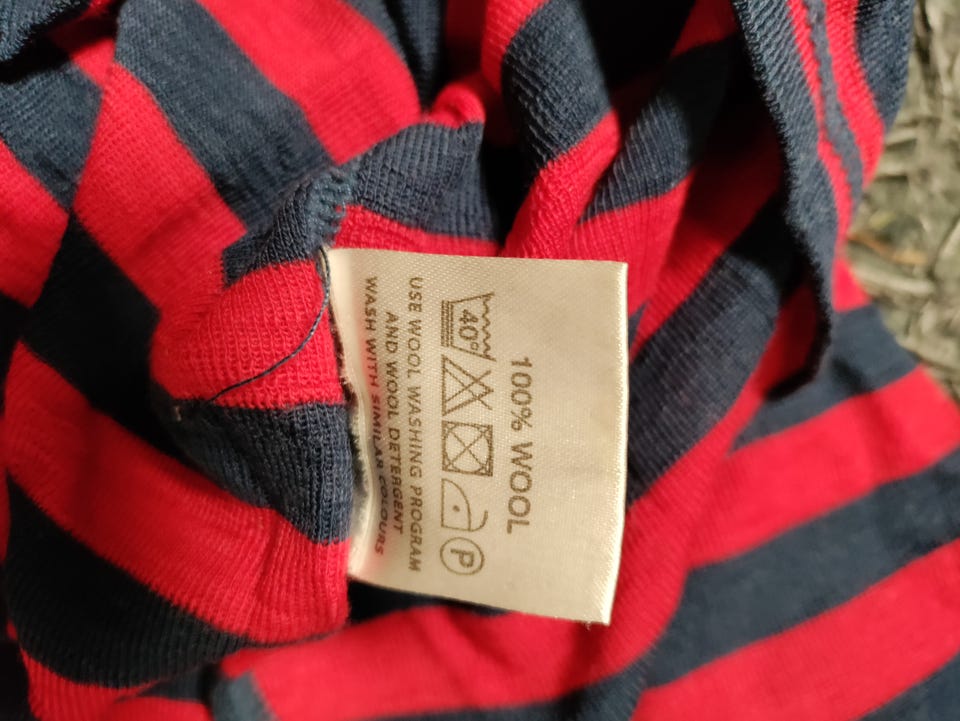 100% WOOL
40° P
USE WOOL WASHING PROGRAM
AND WOOL DETERGENT
WASH WITH SIMILAR COLOURS